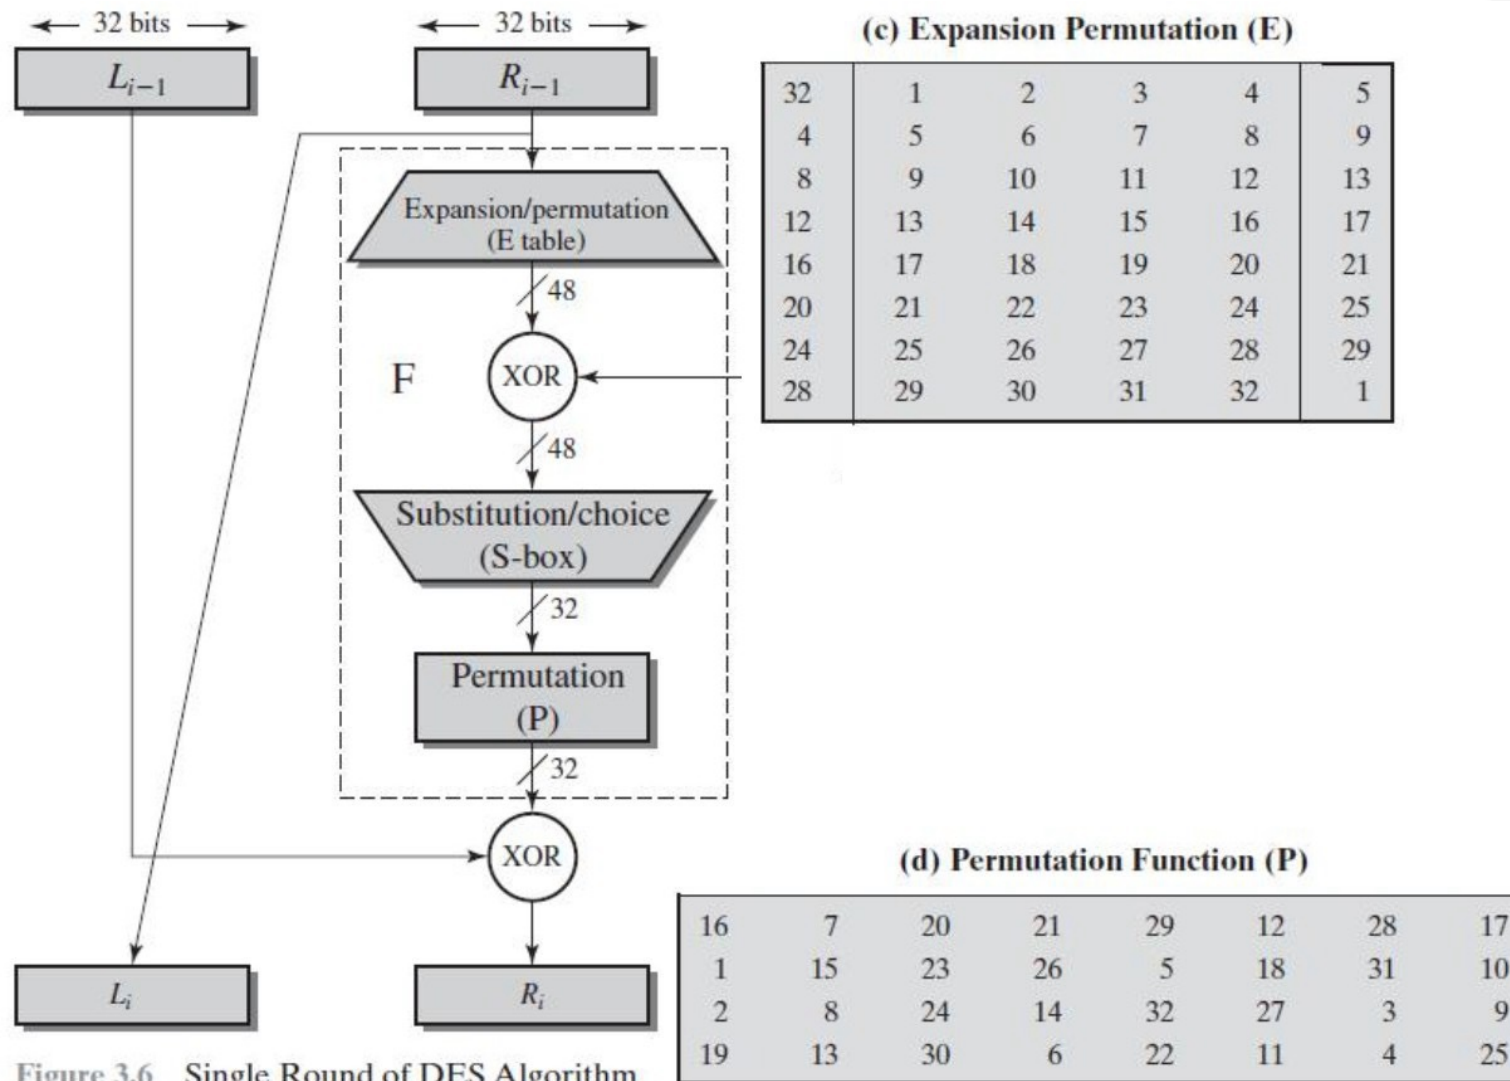 32 bits
32 bits
L_{i-1}
R_{i-1}
Expansion/permutation
(E table)
48
F
XOR
48
Substitution/choice
(S-box)
32
Permutation
(P)
32
XOR
L_i
R_i
Figure 3.6 Single Round of DES Algorithm
(c) Expansion Permutation (E)
32 1 2 3 4 5
4 5 6 7 8 9
8 9 10 11 12 13
12 13 14 15 16 17
16 17 18 19 20 21
20 21 22 23 24 25
24 25 26 27 28 29
28 29 30 31 32 1
(d) Permutation Function (P)
16 7 20 21 29 12 28 17
1 15 23 26 5 18 31 10
2 8 24 14 32 27 3 9
19 13 30 6 22 11 4 25